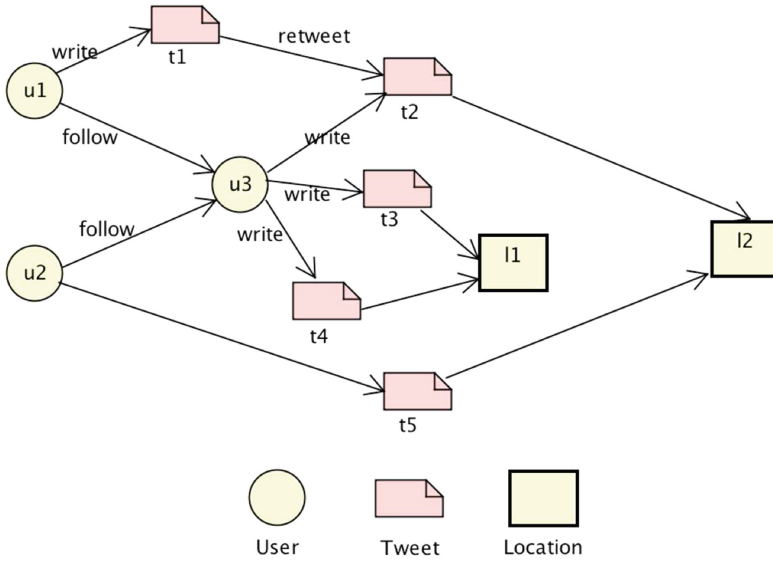 retweet
write
t1
u1
t2
follow
write
u3
write
t3
follow
write
l1
l2
u2
t4
t5
User
Tweet
Location